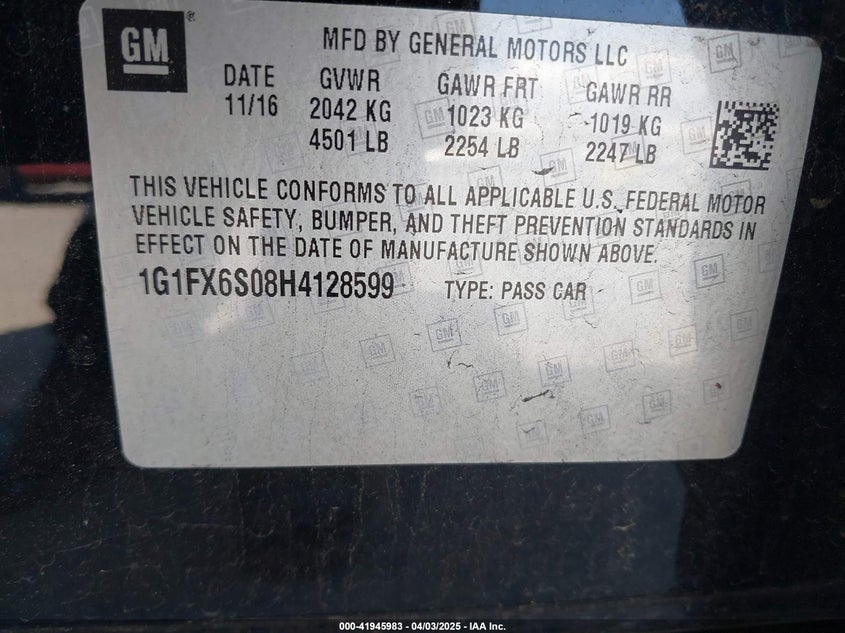 GM
MFD BY GENERAL MOTORS LLC
DATE GVWR GAWR FRT GAWR RR
11/16 2042 KG 1023 KG 1019 KG
4501 LB 2254 LB 2247 LB
THIS VEHICLE CONFORMS TO ALL APPLICABLE U.S. FEDERAL MOTOR
VEHICLE SAFETY, BUMPER, AND THEFT PREVENTION STANDARDS IN
EFFECT ON THE DATE OF MANUFACTURE SHOWN ABOVE.
1G1FX6S08H4128599 TYPE: PASS CAR
000-41945983 - 04/03/2025 - IAA Inc.